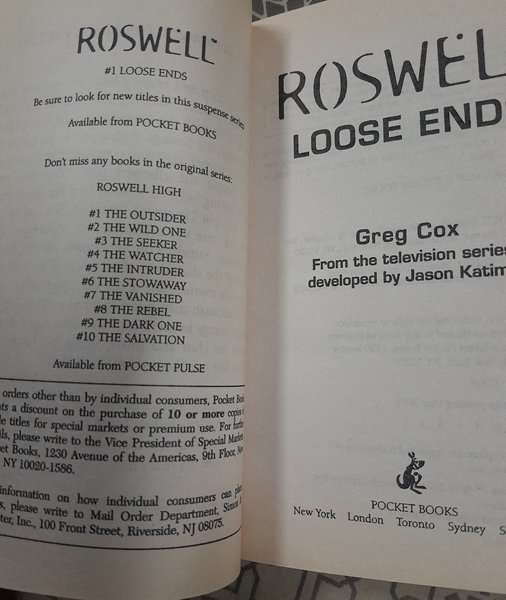 ROSWELL
#1 LOOSE ENDS
Be sure to look for new titles in this suspense series
Available from POCKET BOOKS
Don't miss any books in the original series:
ROSWELL HIGH
#1 THE OUTSIDER
#2 THE WILD ONE
#3 THE SEEKER
#4 THE WATCHER
#5 THE INTRUDER
#6 THE STOWAWAY
#7 THE VANISHED
#8 THE REBEL
#9 THE DARK ONE
#10 THE SALVATION
Available from POCKET PULSE
orders other than by individual consumers, Pocket
a discount on the purchase of 10 or more
titles for special markets or premium use. For
please write to the Vice President of Special
Books, 1230 Avenue of the Americas, 9th Floor,
NY 10020-1586.
information on how individual consumers can
please write to Mail Order Department,
Inc., 100 Front Street, Riverside, NJ 08075.
ROSWELL
LOOSE ENDS
Greg Cox
From the television series
developed by Jason Katim
POCKET BOOKS
New York London Toronto Sydney